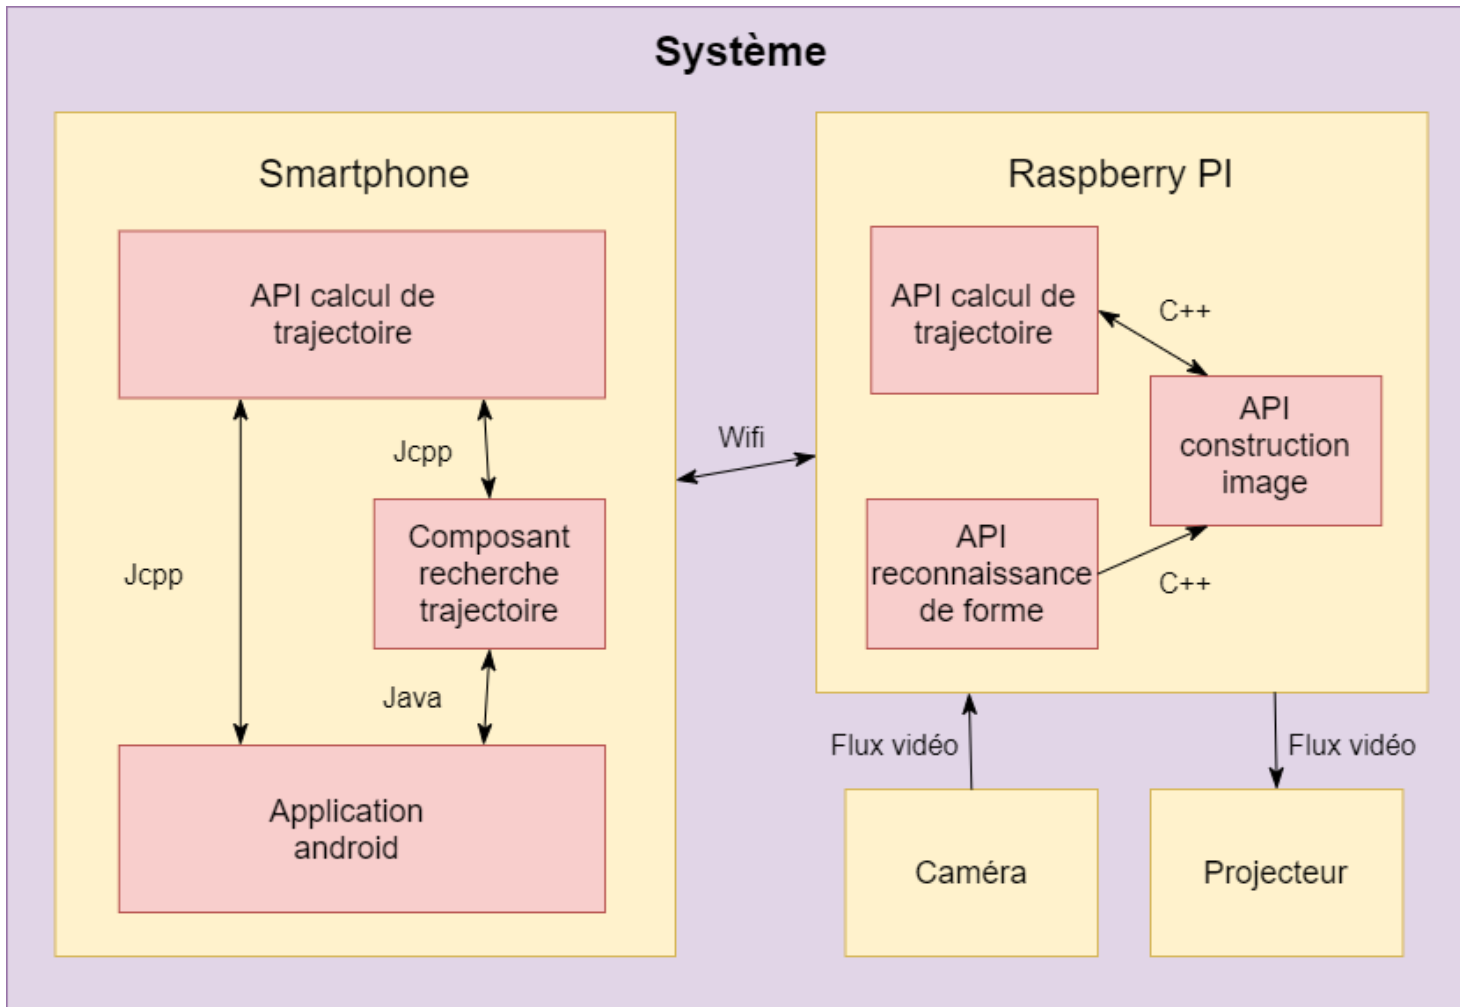 Système
Smartphone
API calcul de
trajectoire
Jcpp
Jcpp
Composant
recherche
trajectoire
Java
Application
android
Wifi
Raspberry PI
API calcul de
trajectoire
C++
API
construction
image
API
reconnaissance
de forme
C++
Flux vidéo
Flux vidéo
Caméra
Projecteur